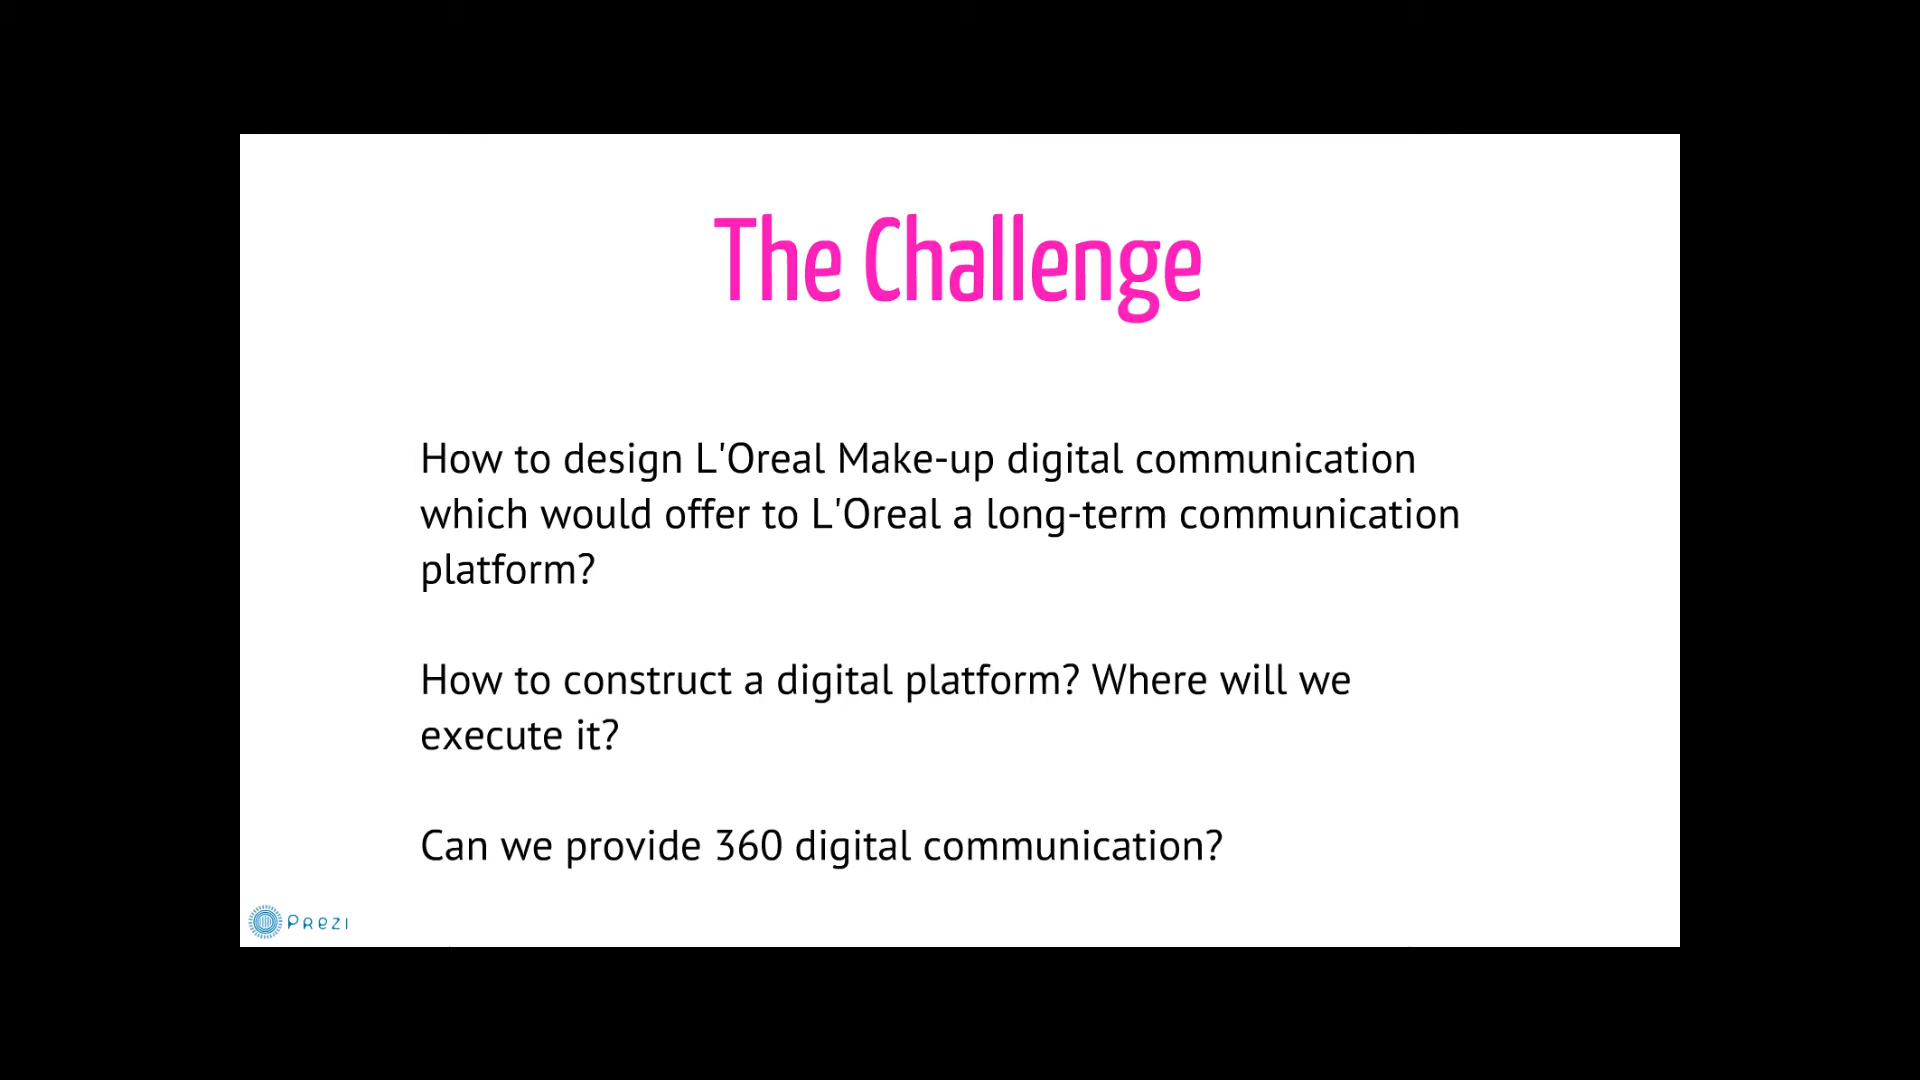 The Challenge
How to design L'Oreal Make-up digital communication
which would offer to L'Oreal a long-term communication
platform?
How to construct a digital platform? Where will we
execute it?
Can we provide 360 digital communication?
Prezi